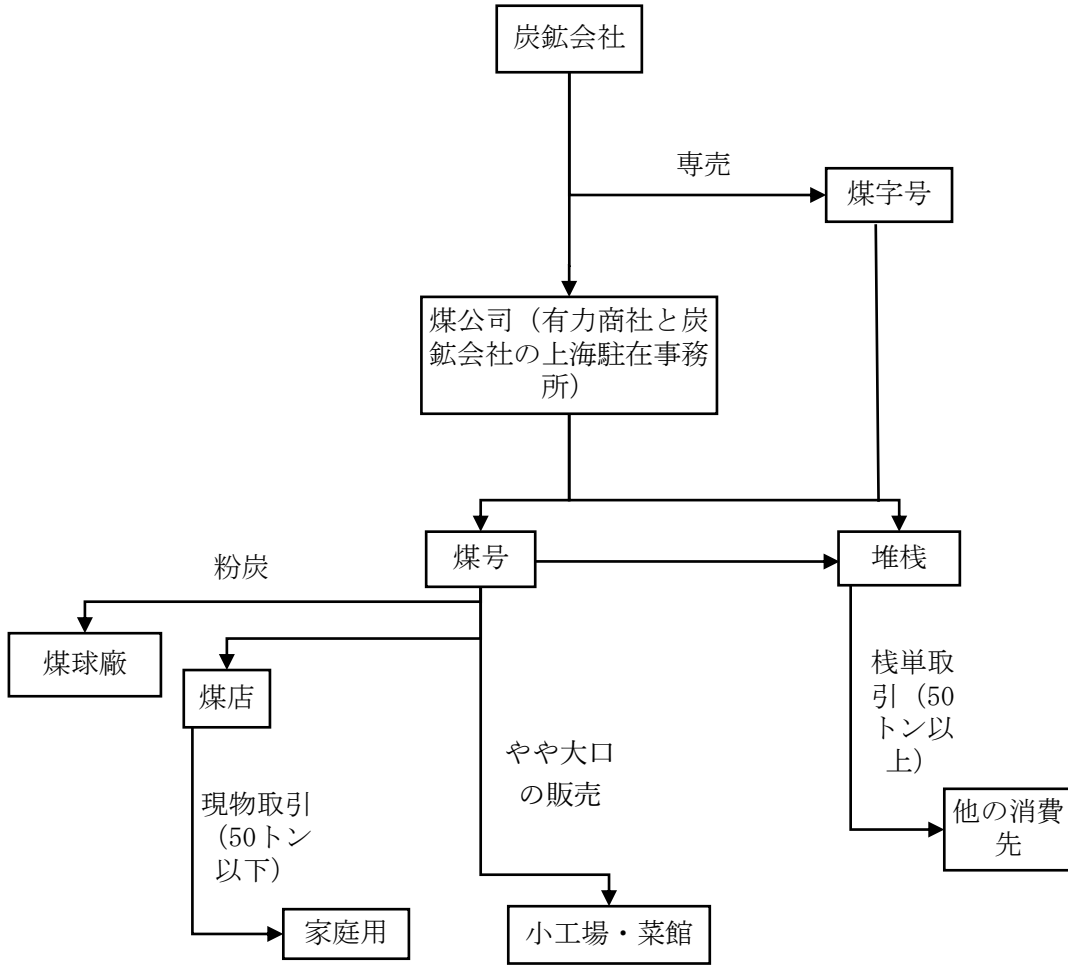 炭鉱会社
専売
煤字号
煤公司（有力商社と炭
鉱会社の上海駐在事務
所）
煤号
堆桟
粉炭
煤球廠
煤店
桟単取
引（50
トン以
上）
やや大口
の販売
現物取引
（50トン
以下）
他の消費
先
家庭用
小工場・菜館